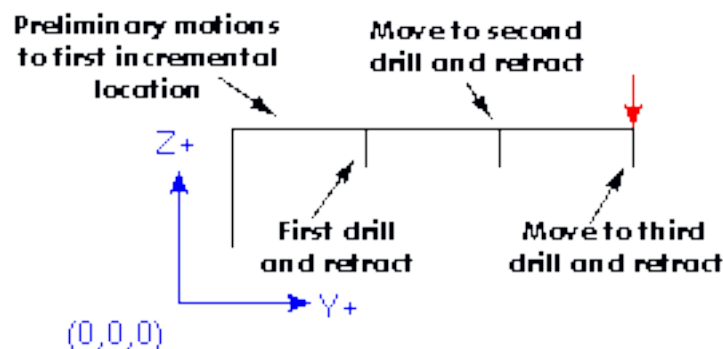 Preliminary motions
to first incremental
location
Move to second
drill and retract
Z+
First drill
and retract
Move to third
drill and retract
Y+
(0,0,0)